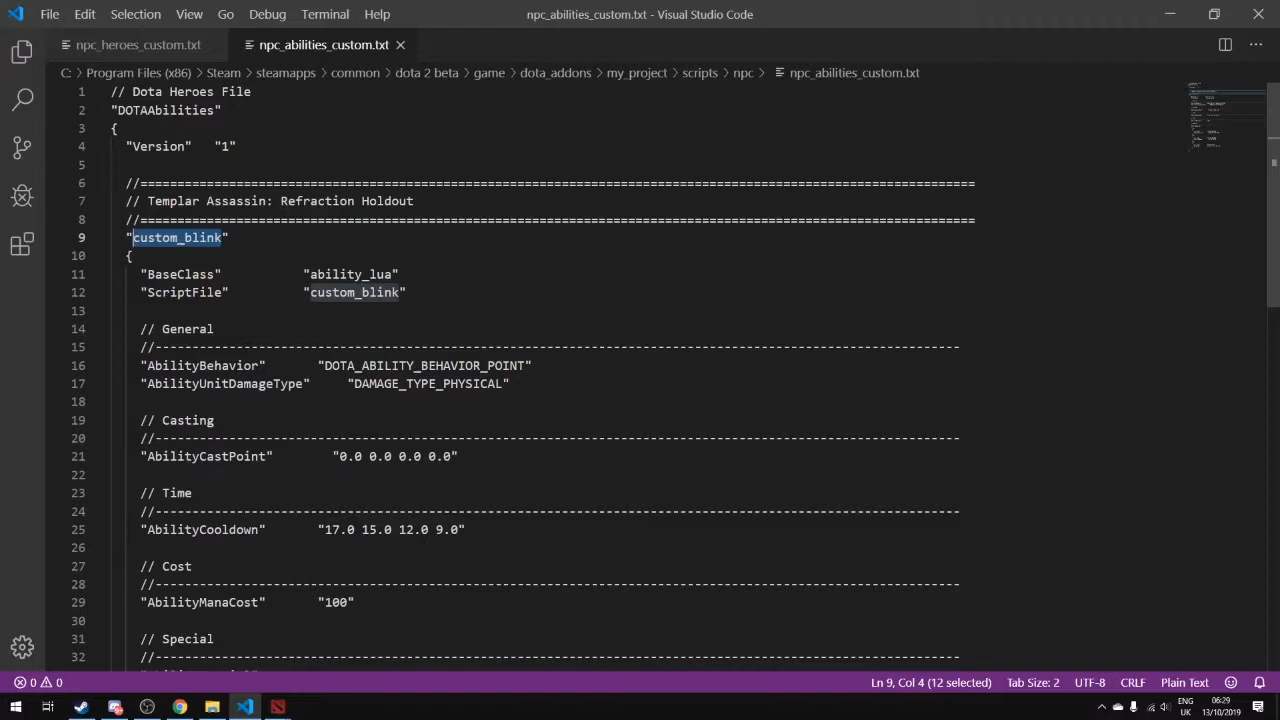 File Edit Selection View Go Debug Terminal Help npc_abilities_custom.txt - Visual Studio Code
npc_heroes_custom.txt npc_abilities_custom.txt
C: > Program Files (x86) > Steam > steamapps > common > dota 2 beta > game > dota_addons > my_project > scripts > npc > npc_abilities_custom.txt
1 // Dota Heroes File
2 "DOTAAbilities"
3 {
4 "Version" "1"
5
6 //==================================================================================================================
7 // Templar Assassin: Refraction Holdout
8 //==================================================================================================================
9 "custom_blink"
10 {
11 "BaseClass" "ability_lua"
12 "ScriptFile" "custom_blink"
13
14 // General
15 //--------------------------------------------------------------------------------------------------------------
16 "AbilityBehavior" "DOTA_ABILITY_BEHAVIOR_POINT"
17 "AbilityUnitDamageType" "DAMAGE_TYPE_PHYSICAL"
18
19 // Casting
20 //--------------------------------------------------------------------------------------------------------------
21 "AbilityCastPoint" "0.0 0.0 0.0 0.0"
22
23 // Time
24 //--------------------------------------------------------------------------------------------------------------
25 "AbilityCooldown" "17.0 15.0 12.0 9.0"
26
27 // Cost
28 //--------------------------------------------------------------------------------------------------------------
29 "AbilityManaCost" "100"
30
31 // Special
32 //--------------------------------------------------------------------------------------------------------------
0 0 Ln 9, Col 4 (12 selected) Tab Size: 2 UTF-8 CRLF Plain Text
ENG 06:29
UK 13/10/2019